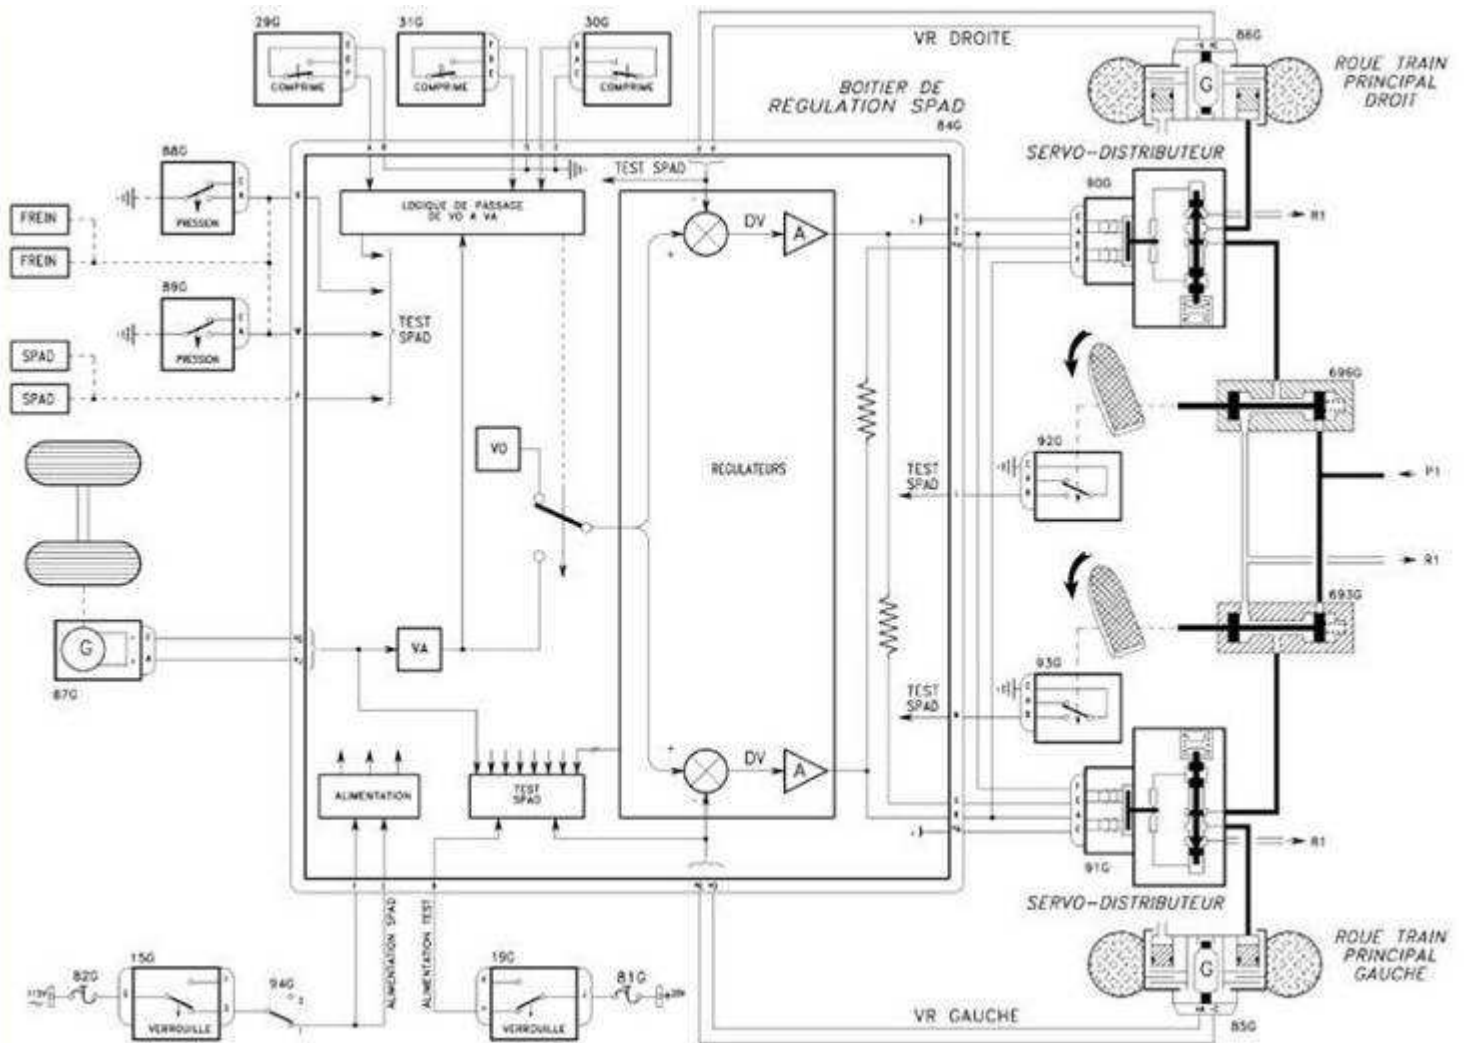 29G
31G
30G
COMPRIME
COMPRIME
COMPRIME
VR DROITE
86G
ROUE TRAIN
PRINCIPAL
DROIT
BOITIER DE
REGULATION SPAD
84G
SERVO-DISTRIBUTEUR
90G
R1
88G
PRESSION
FREIN
FREIN
89G
PRESSION
SPAD
SPAD
TEST SPAD
LOGIQUE DE PASSAGE
DE VO A VA
TEST
SPAD
DV
A
VO
REGULATEURS
TEST
SPAD
92G
696G
P1
R1
693G
93G
TEST
SPAD
G
87G
VA
ALIMENTATION
TEST
SPAD
DV
A
91G
R1
SERVO-DISTRIBUTEUR
ROUE TRAIN
PRINCIPAL
GAUCHE
G
85G
VR GAUCHE
ALIMENTATION SPAD
ALIMENTATION TEST
82G
15G
VERROUILLE
94G
19G
VERROUILLE
81G
G